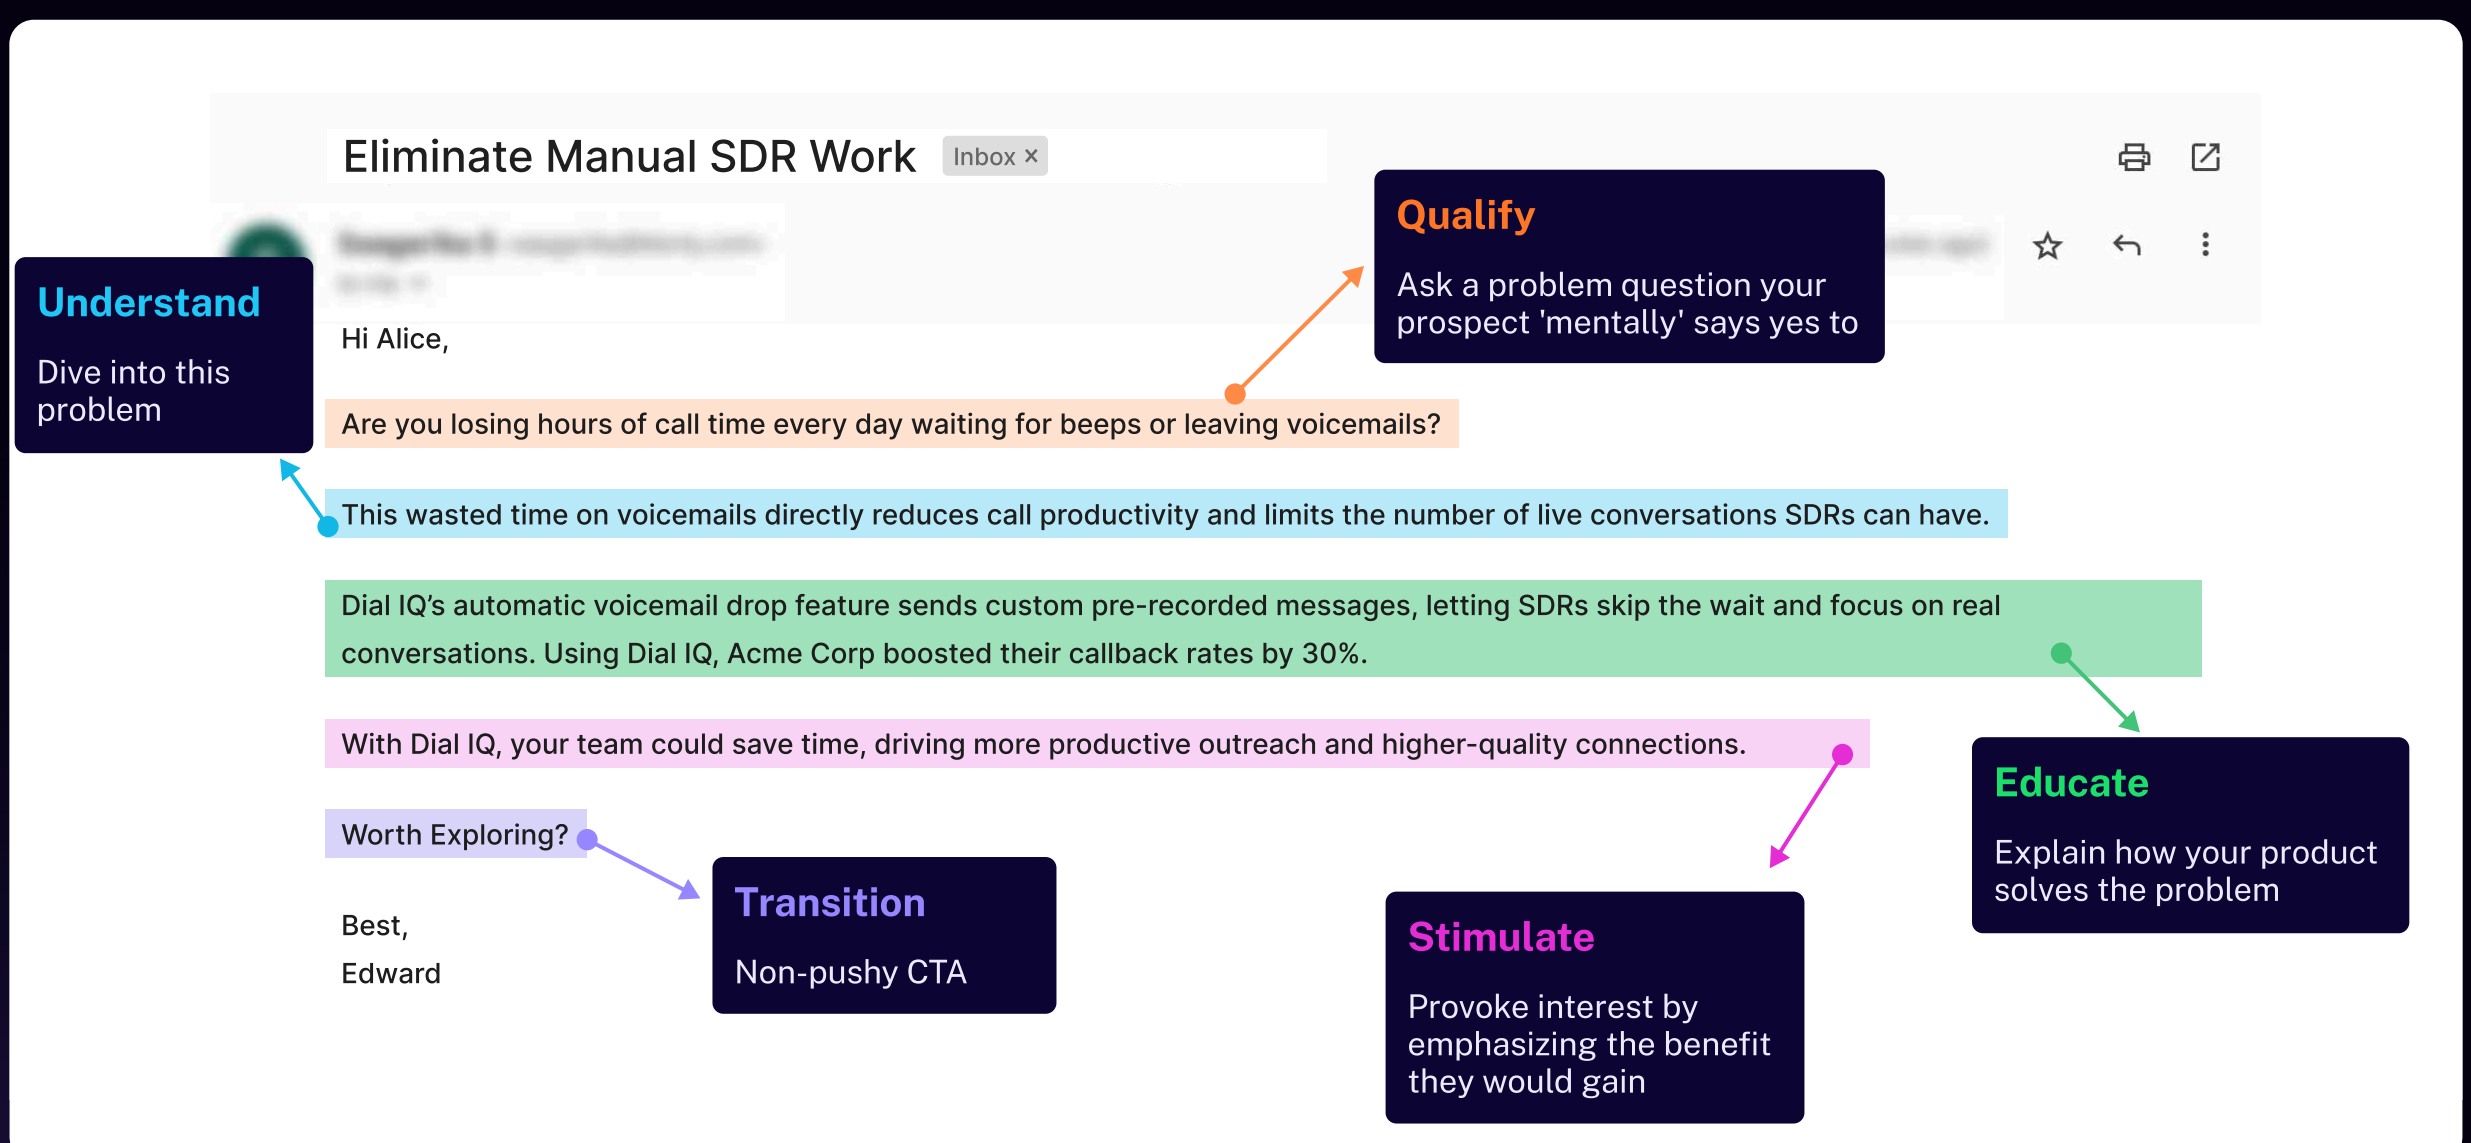 Eliminate Manual SDR Work Inbox ×
Qualify
Ask a problem question your
prospect 'mentally' says yes to
Understand
Dive into this
problem
Hi Alice,
Are you losing hours of call time every day waiting for beeps or leaving voicemails?
This wasted time on voicemails directly reduces call productivity and limits the number of live conversations SDRs can have.
Dial IQ’s automatic voicemail drop feature sends custom pre-recorded messages, letting SDRs skip the wait and focus on real
conversations. Using Dial IQ, Acme Corp boosted their callback rates by 30%.
With Dial IQ, your team could save time, driving more productive outreach and higher-quality connections.
Educate
Explain how your product
solves the problem
Worth Exploring?
Transition
Non-pushy CTA
Stimulate
Provoke interest by
emphasizing the benefit
they would gain
Best,
Edward